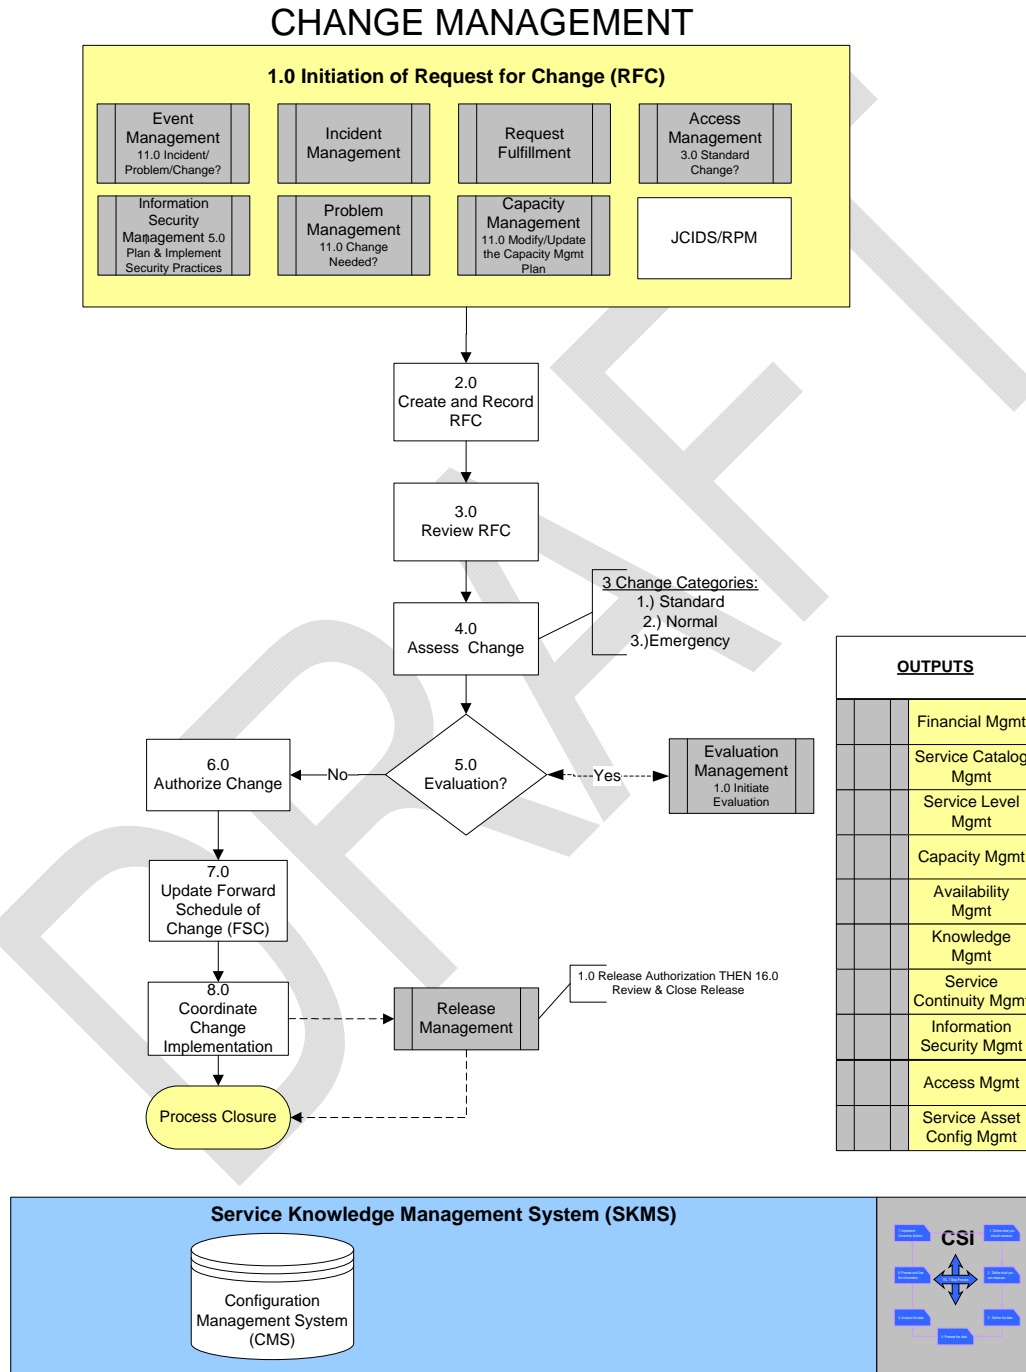 CHANGE MANAGEMENT
1.0 Initiation of Request for Change (RFC)
Event
Management
11.0 Incident/
Problem/Change?
Incident
Management
Request
Fulfillment
Access
Management
3.0 Standard
Change?
Information
Security
Management 5.0
Plan & Implement
Security Practices
Problem
Management
11.0 Change
Needed?
Capacity
Management
11.0 Modify/Update
the Capacity Mgmt
Plan
JCIDS/RPM
2.0
Create and Record
RFC
3.0
Review RFC
4.0
Assess Change
3 Change Categories:
1.) Standard
2.) Normal
3.)Emergency
5.0
Evaluation?
No
Yes
Evaluation
Management
1.0 Initiate
Evaluation
6.0
Authorize Change
7.0
Update Forward
Schedule of
Change (FSC)
8.0
Coordinate
Change
Implementation
Release
Management
1.0 Release Authorization THEN 16.0
Review & Close Release
Process Closure
OUTPUTS
Financial Mgmt
Service Catalog
Mgmt
Service Level
Mgmt
Capacity Mgmt
Availability
Mgmt
Knowledge
Mgmt
Service
Continuity Mgmt
Information
Security Mgmt
Access Mgmt
Service Asset
Config Mgmt
DRAFT
Service Knowledge Management System (SKMS)
Configuration
Management System
(CMS)
CSI